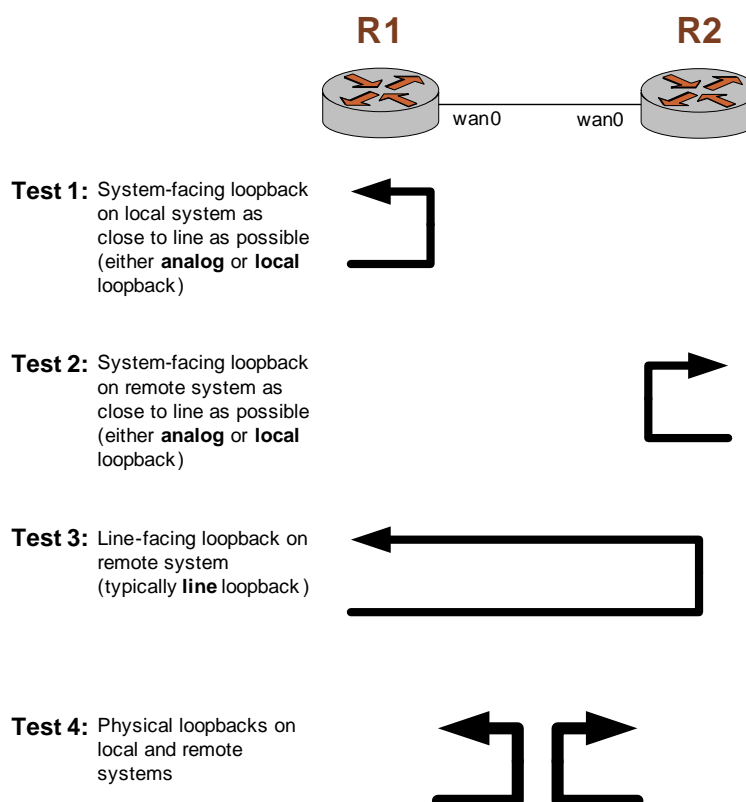 R1 R2
wan0 wan0
Test 1: System-facing loopback
on local system as
close to line as possible
(either analog or local
loopback)
Test 2: System-facing loopback
on remote system as
close to line as possible
(either analog or local
loopback)
Test 3: Line-facing loopback on
remote system
(typically line loopback)
Test 4: Physical loopbacks on
local and remote
systems